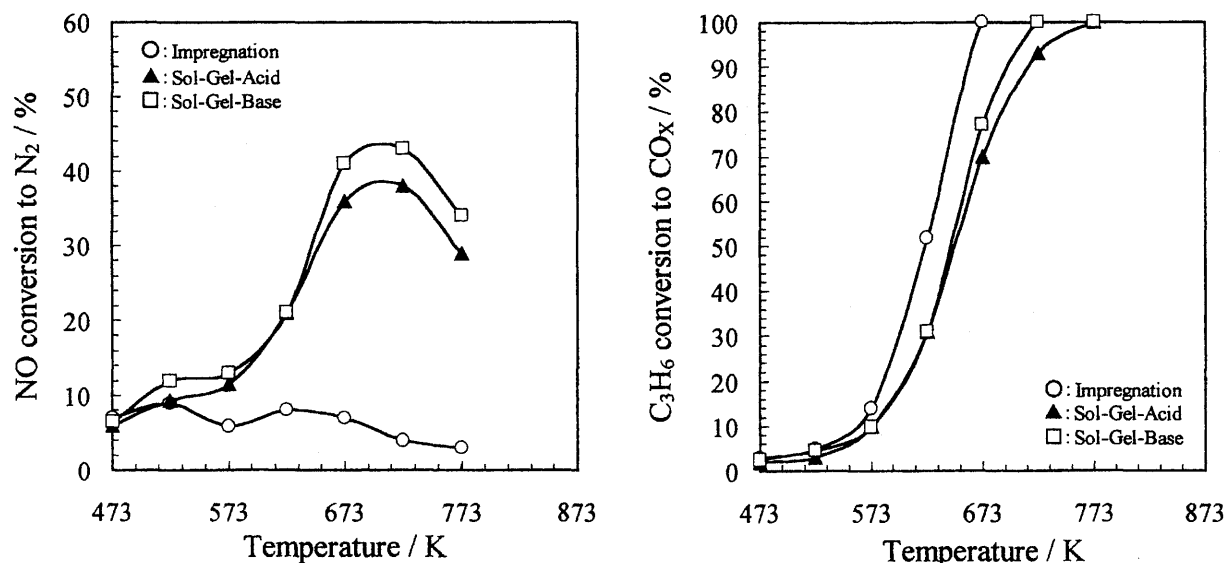 NO conversion to N2 / %
60
50
40
30
20
10
0
○: Impregnation
▲: Sol-Gel-Acid
□: Sol-Gel-Base
473 573 673 773 873
Temperature / K
C3H6 conversion to COX / %
100
90
80
70
60
50
40
30
20
10
0
○: Impregnation
▲: Sol-Gel-Acid
□: Sol-Gel-Base
473 573 673 773 873
Temperature / K